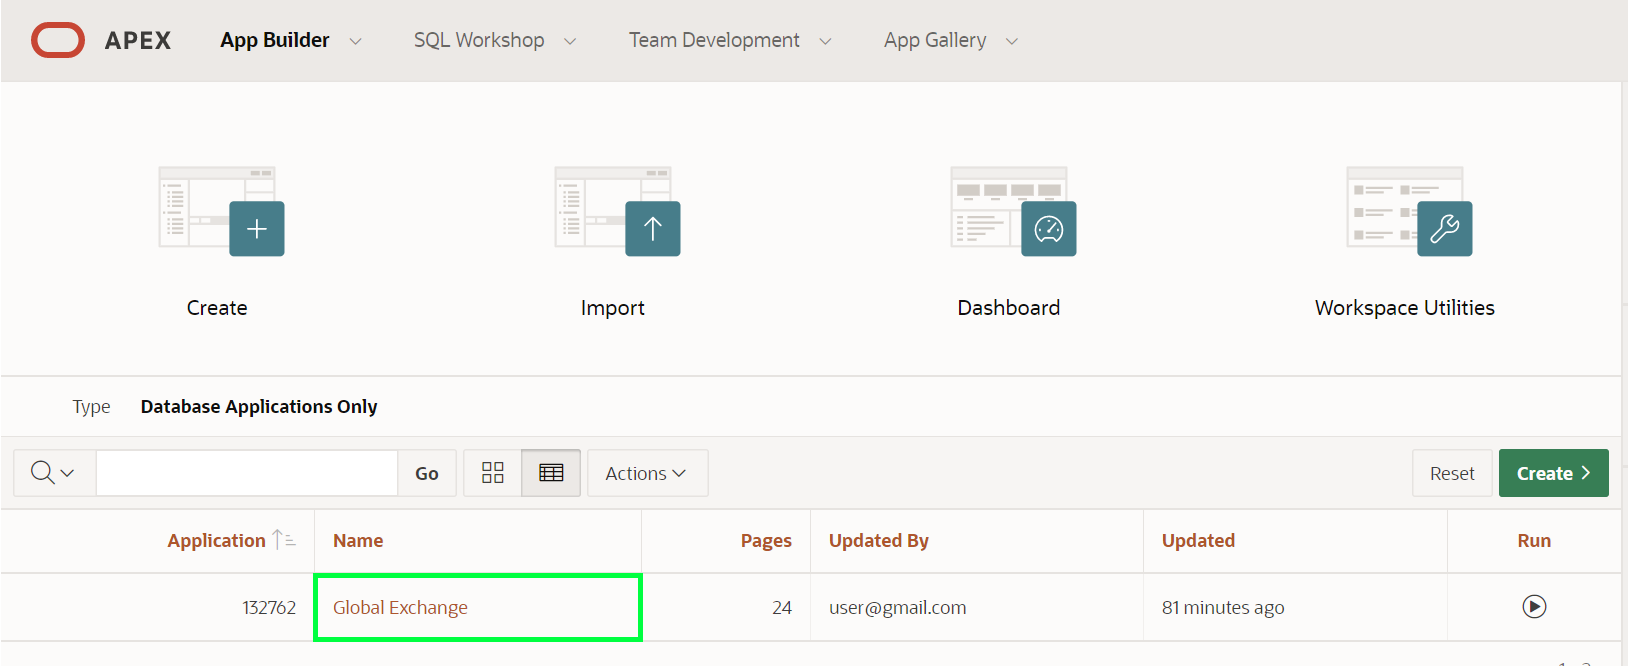 APEX App Builder SQL Workshop Team Development App Gallery
Create Import Dashboard Workspace Utilities
Type Database Applications Only
Go Actions Reset Create
Application Name Pages Updated By Updated Run
132762 Global Exchange 24 user@gmail.com 81 minutes ago